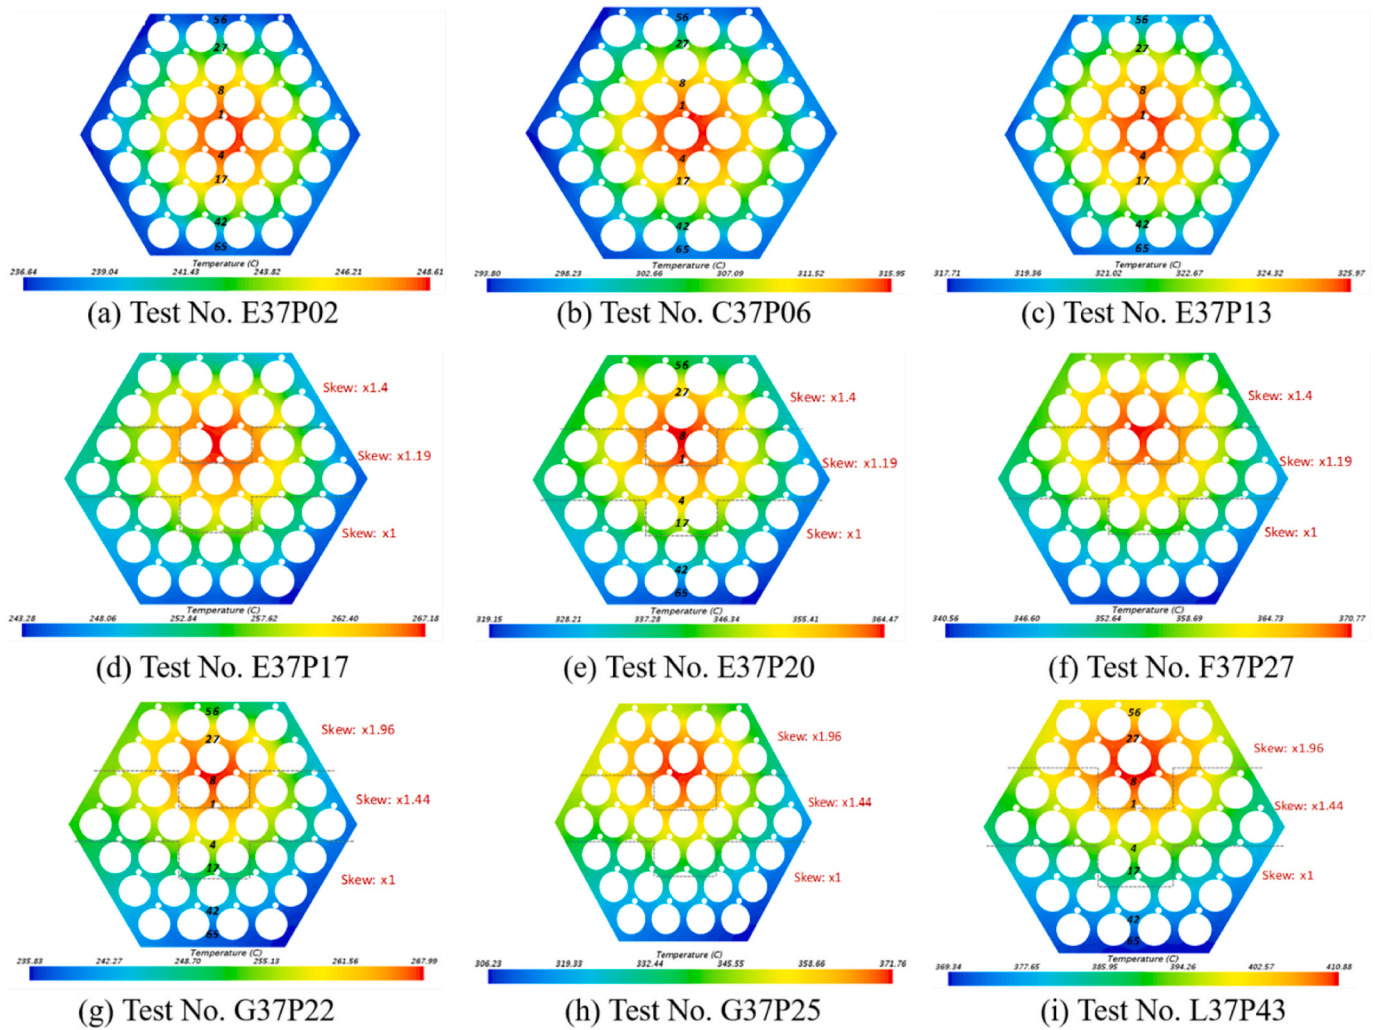 56
27
8
1
4
17
42
65
Temperature (C)
236.64 239.04 241.43 243.82 246.21 248.61
(a) Test No. E37P02
56
27
8
1
4
17
42
65
Temperature (C)
293.80 298.23 302.66 307.09 311.52 315.95
(b) Test No. C37P06
56
27
8
1
4
17
42
65
Temperature (C)
317.71 319.36 321.02 322.67 324.32 325.97
(c) Test No. E37P13
Skew: x1.4
Skew: x1.19
Skew: x1
Temperature (C)
243.28 248.06 252.84 257.62 262.40 267.18
(d) Test No. E37P17
56
27
8
1
4
17
42
65
Skew: x1.4
Skew: x1.19
Skew: x1
Temperature (C)
319.15 328.21 337.28 346.34 355.41 364.47
(e) Test No. E37P20
Skew: x1.4
Skew: x1.19
Skew: x1
Temperature (C)
340.56 346.60 352.64 358.69 364.73 370.77
(f) Test No. F37P27
56
27
8
1
4
17
42
65
Skew: x1.96
Skew: x1.44
Skew: x1
Temperature (C)
235.83 242.27 248.70 255.13 261.56 267.99
(g) Test No. G37P22
Skew: x1.96
Skew: x1.44
Skew: x1
Temperature (C)
306.23 319.33 332.44 345.55 358.66 371.76
(h) Test No. G37P25
56
27
8
1
4
17
42
65
Skew: x1.96
Skew: x1.44
Skew: x1
Temperature (C)
369.34 377.65 385.95 394.26 402.57 410.88
(i) Test No. L37P43